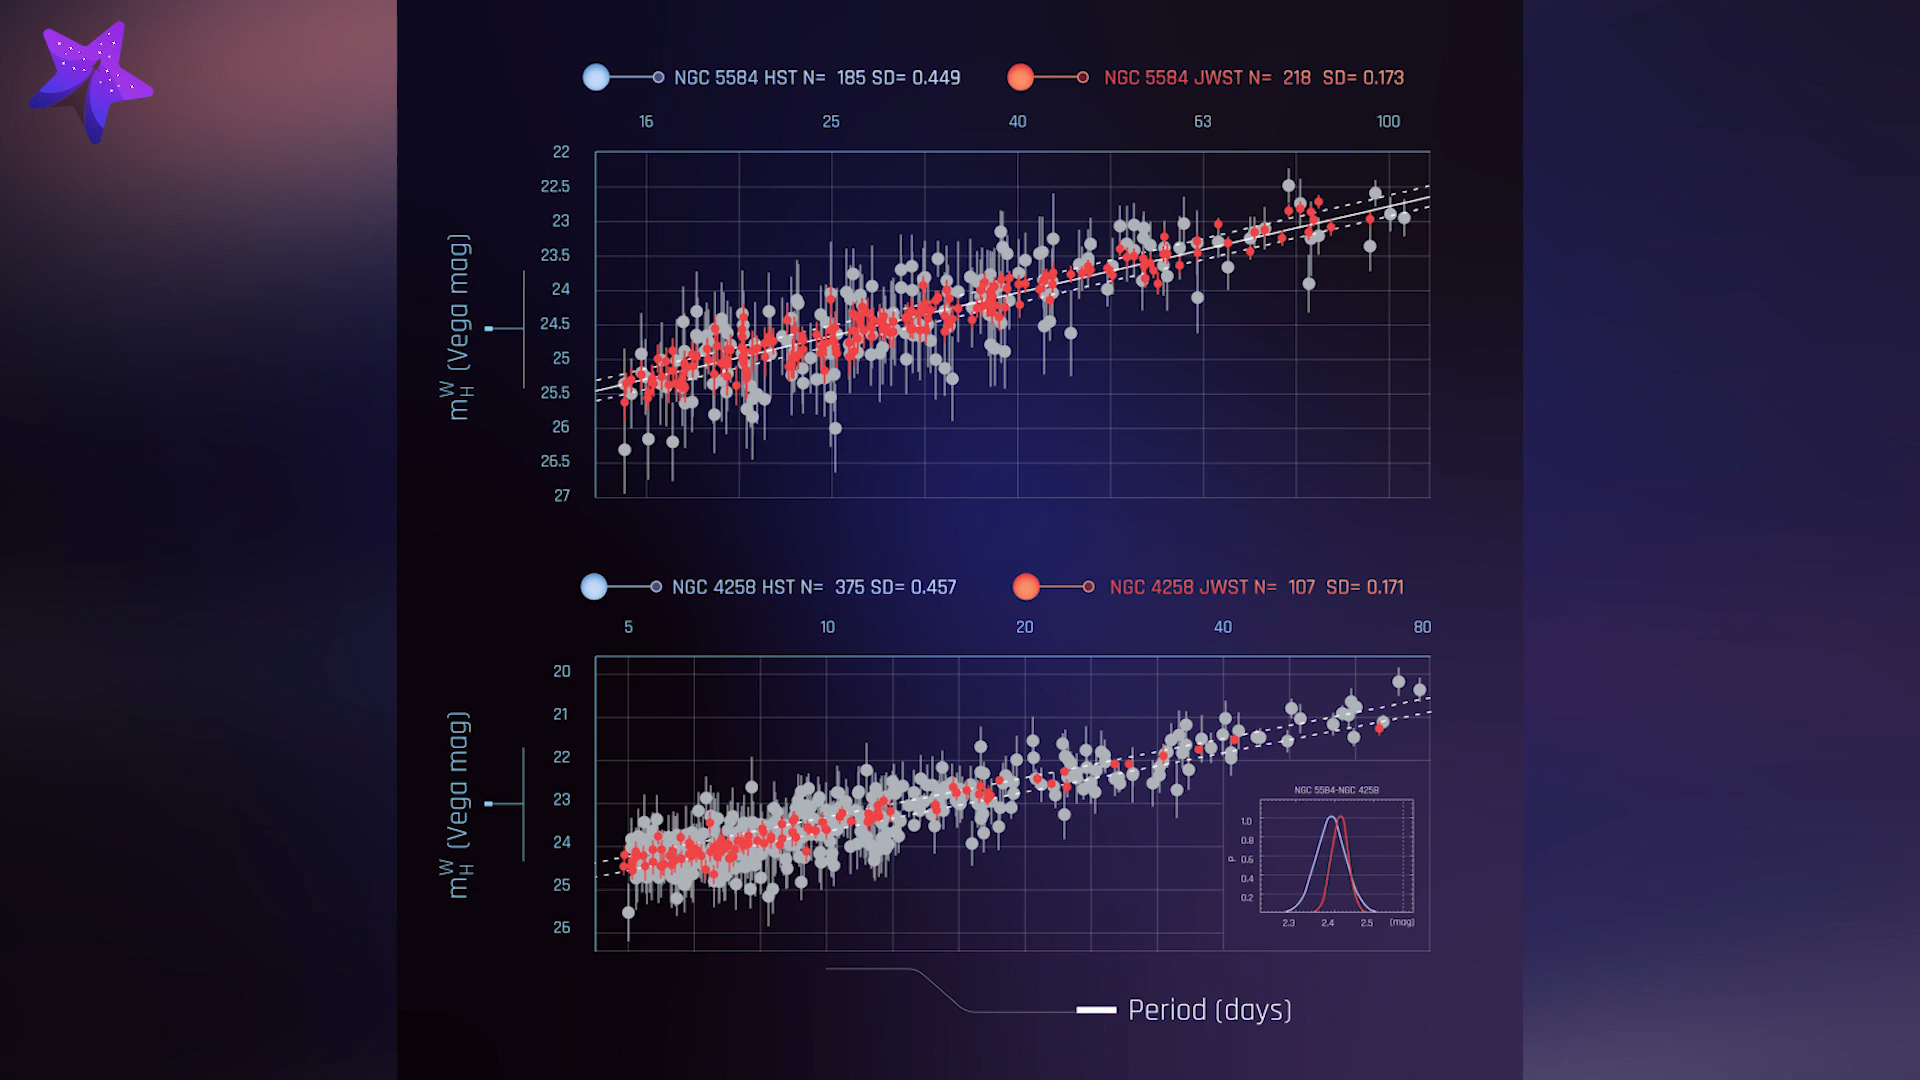 NGC 5584 HST N= 185 SD= 0.449
NGC 5584 JWST N= 218 SD= 0.173
16 25 40 63 100
22
22.5
23
23.5
24
24.5
25
25.5
26
26.5
27
m W H (Vega mag)
NGC 4258 HST N= 375 SD= 0.457
NGC 4258 JWST N= 107 SD= 0.171
5 10 20 40 80
20
21
22
23
24
25
26
m W H (Vega mag)
NGC 5584-NGC 4258
1.0
0.8
0.6
0.4
0.2
P
2.3 2.4 2.5 (mag)
Period (days)